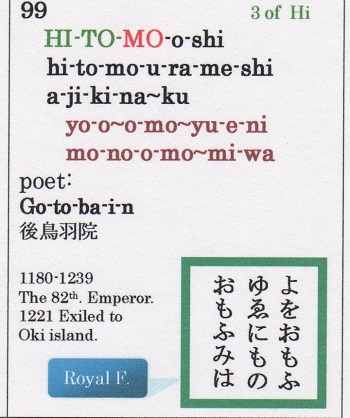 99
3 of Hi
HI-TO-MO-o-shi
hi-to-mo-u-ra-me-shi
a-ji-ki-na~ku
yo-o~o-mo~yu-e-ni
mo-no-o-mo~mi-wa
poet:
Go-to-ba-i-n
後鳥羽院
1180-1239
The 82th. Emperor.
1221 Exiled to
Oki island.
Royal F.
よをおもふ
ゆゑにもの
おもふみは